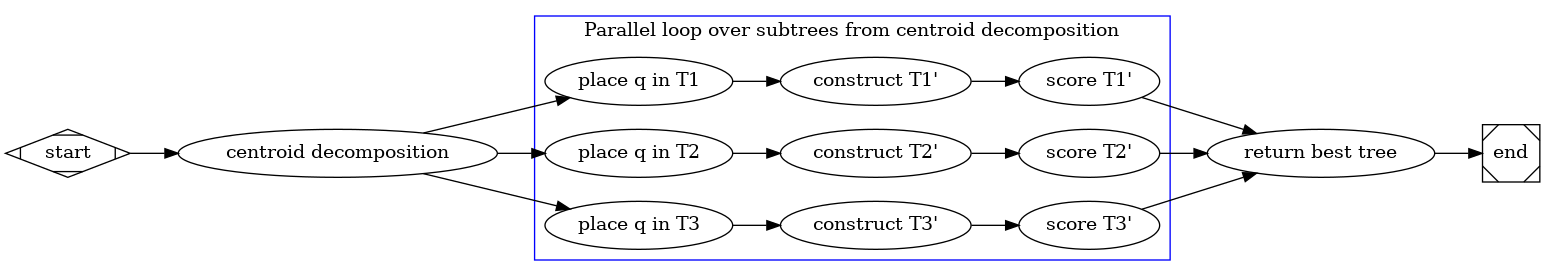 Parallel loop over subtrees from centroid decomposition
start
centroid decomposition
place q in T1
construct T1'
score T1'
place q in T2
construct T2'
score T2'
place q in T3
construct T3'
score T3'
return best tree
end